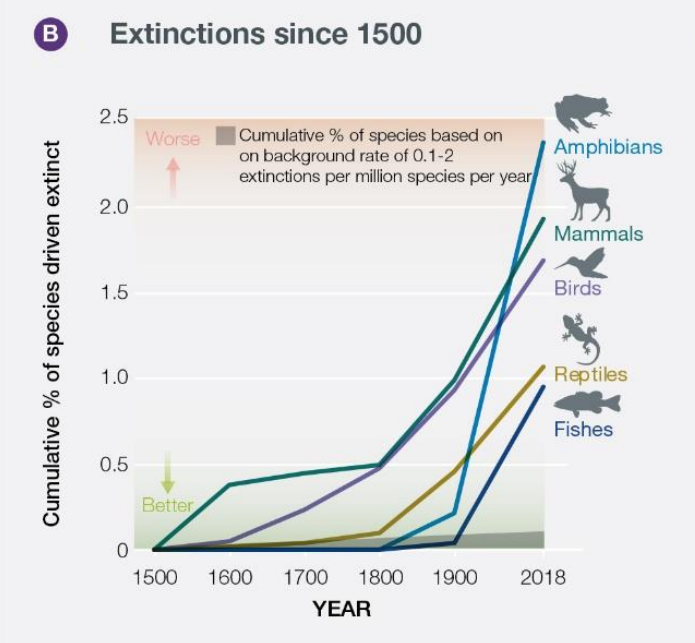 B Extinctions since 1500
Cumulative % of species driven extinct
2.5
2.0
1.5
1.0
0.5
0
Worse
Cumulative % of species based on
on background rate of 0.1-2
extinctions per million species per year
Better
Amphibians
Mammals
Birds
Reptiles
Fishes
1500 1600 1700 1800 1900 2018
YEAR